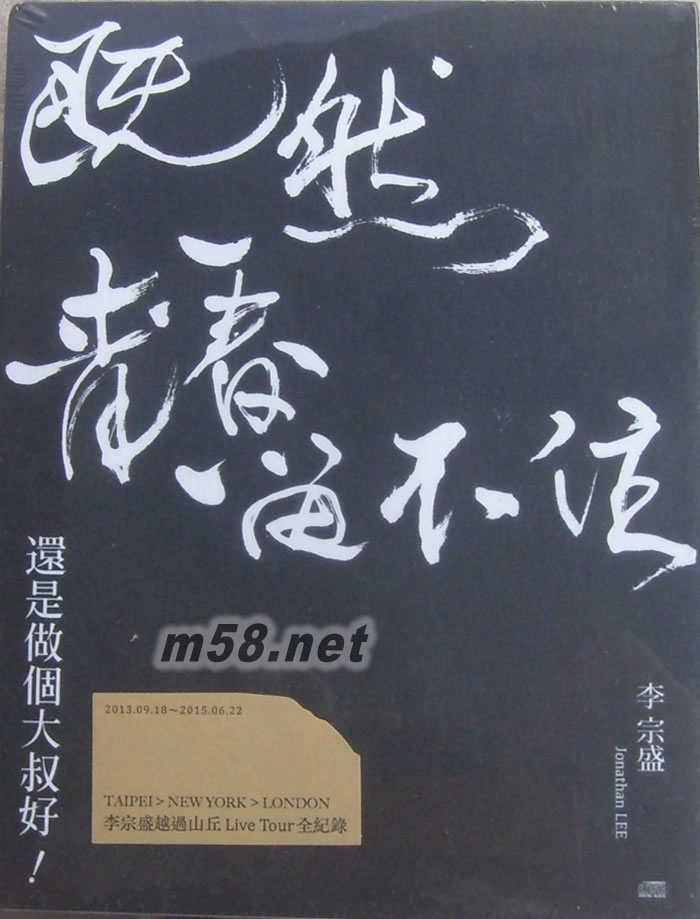 既然
青春留不住
還是做個大叔好！
m58.net
2013.09.18～2015.06.22
TAIPEI > NEW YORK > LONDON
李宗盛越過山丘 Live Tour 全紀錄
李宗盛
Jonathan LEE